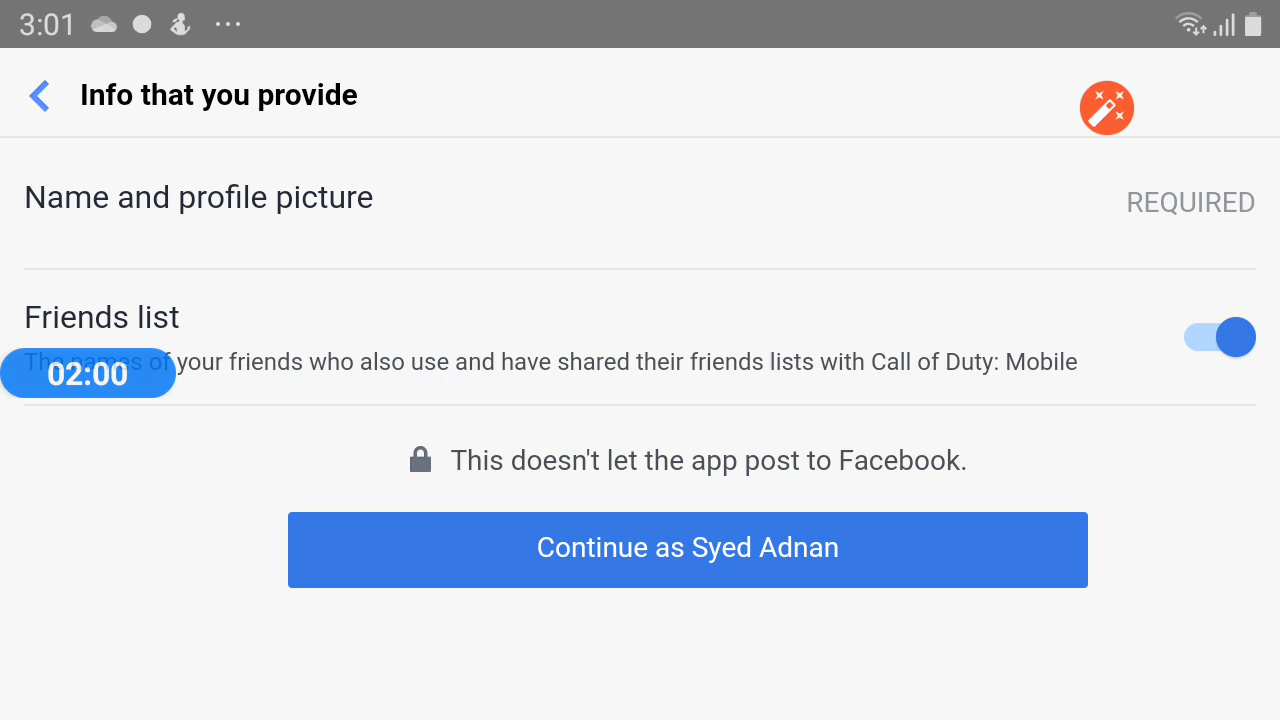 3:01
Info that you provide
Name and profile picture
REQUIRED
Friends list
The names of your friends who also use and have shared their friends lists with Call of Duty: Mobile
02:00
This doesn't let the app post to Facebook.
Continue as Syed Adnan